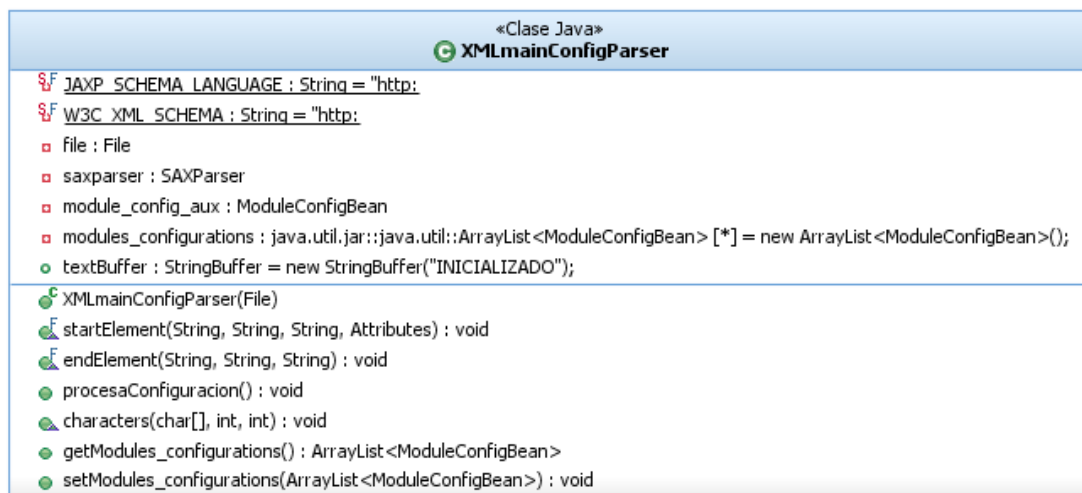 «Clase Java»
C XMLmainConfigParser
S F JAXP_SCHEMA_LANGUAGE : String = "http:
S F W3C_XML_SCHEMA : String = "http:
file : File
saxparser : SAXParser
module_config_aux : ModuleConfigBean
modules_configurations : java.util.jar::java.util::ArrayList<ModuleConfigBean> [*] = new ArrayList<ModuleConfigBean>();
textBuffer : StringBuffer = new StringBuffer("INICIALIZADO");
C XMLmainConfigParser(File)
F startElement(String, String, String, Attributes) : void
F endElement(String, String, String) : void
procesaConfiguracion() : void
characters(char[], int, int) : void
getModules_configurations() : ArrayList<ModuleConfigBean>
setModules_configurations(ArrayList<ModuleConfigBean>) : void